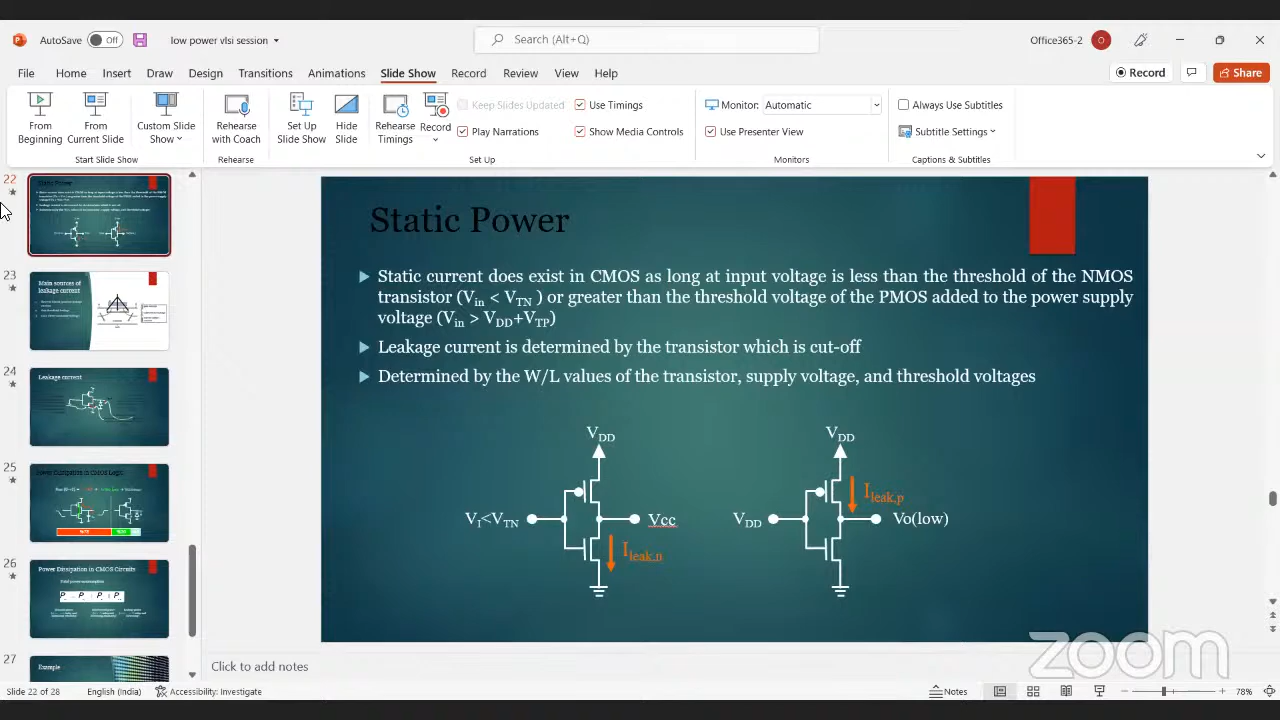 AutoSave Off low power vlsi session Search (Alt+Q) Office365-2 O
File Home Insert Draw Design Transitions Animations Slide Show Record Review View Help Record Share
From Beginning
From Current Slide
Custom Slide Show
Start Slide Show
Rehearse with Coach
Rehearse
Set Up Slide Show
Hide Slide
Rehearse Timings
Record
Keep Slides Updated
Play Narrations
Use Timings
Show Media Controls
Set Up
Monitor: Automatic
Use Presenter View
Monitors
Always Use Subtitles
Subtitle Settings
Captions & Subtitles
22
Static Power
23
Main sources of
leakage current
24
Leakage current
25
Power Dissipation in CMOS Logic
26
Power Dissipation in CMOS Circuits
27
Example
Static Power
Static current does exist in CMOS as long at input voltage is less than the threshold of the NMOS
transistor (Vin < VTN ) or greater than the threshold voltage of the PMOS added to the power supply
voltage (Vin > VDD+VTP)
Leakage current is determined by the transistor which is cut-off
Determined by the W/L values of the transistor, supply voltage, and threshold voltages
VDD
VI<VTN
Vcc
Ileak,n
VDD
Ileak,p
VDD
Vo(low)
zoom
Click to add notes
Slide 22 of 28 English (India) Accessibility: Investigate Notes 78%